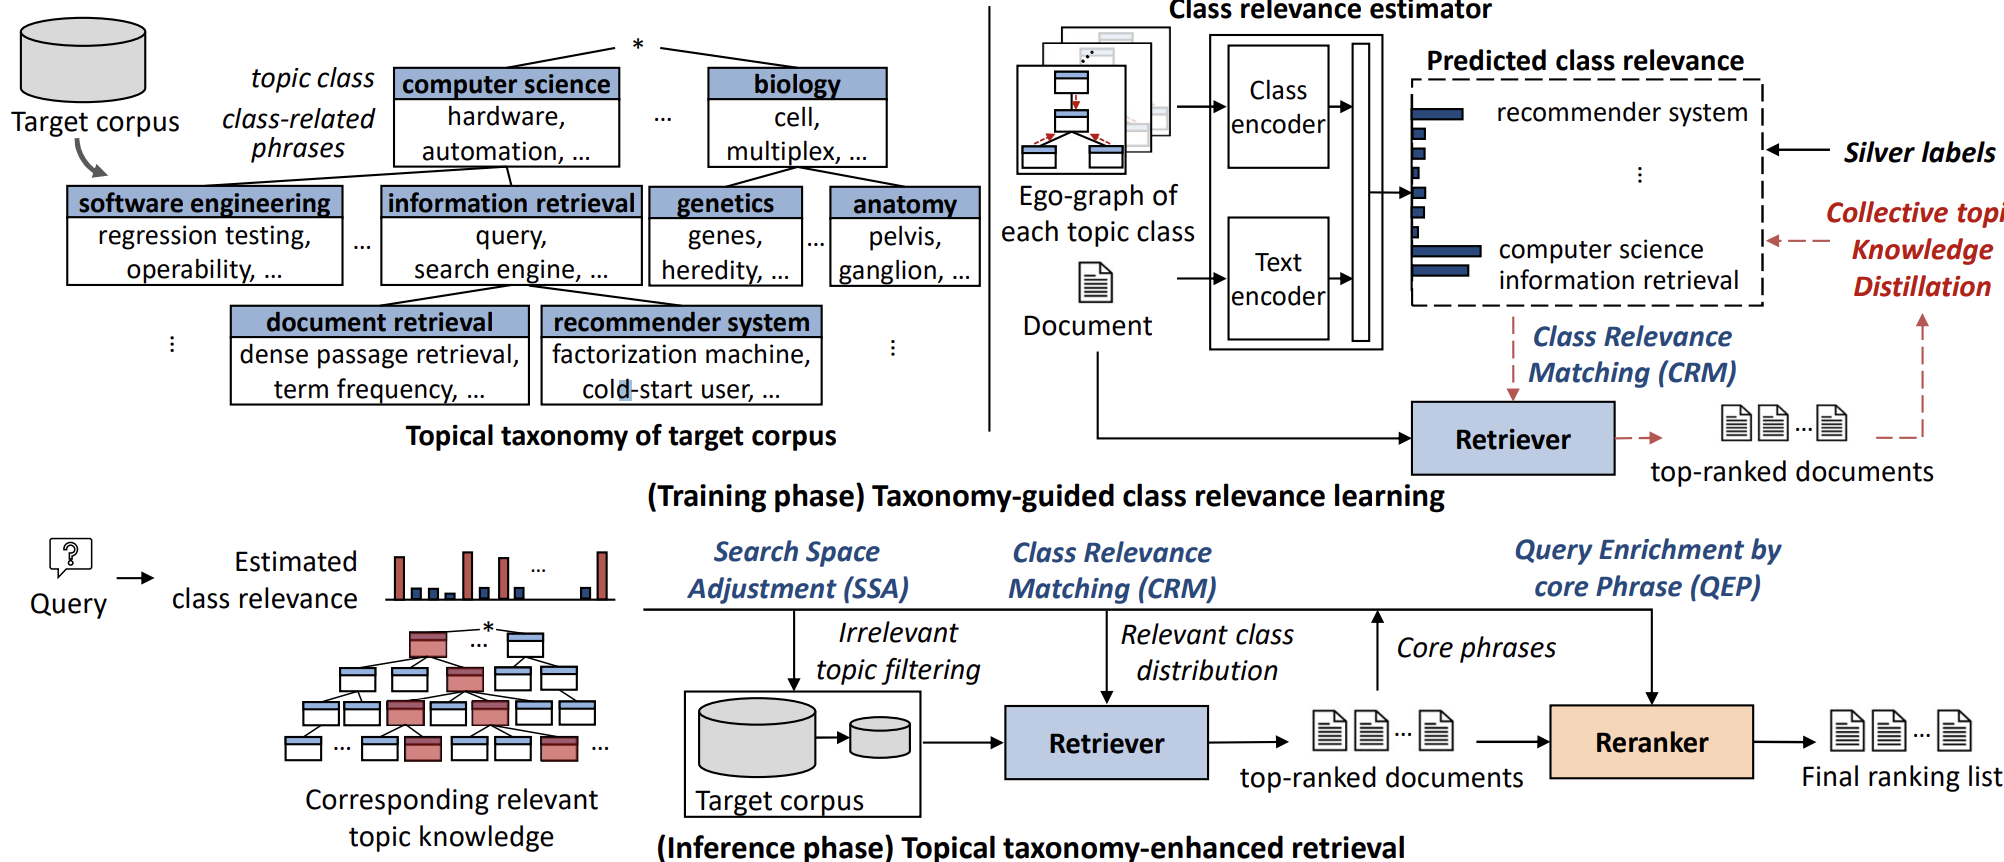 Target corpus
topic class
class-related
phrases
*
computer science
hardware,
automation, ...
...
biology
cell,
multiplex, ...
software engineering
regression testing,
operability, ...
...
information retrieval
query,
search engine, ...
genetics
genes,
heredity, ...
...
anatomy
pelvis,
ganglion, ...
...
document retrieval
dense passage retrieval,
term frequency, ...
recommender system
factorization machine,
cold-start user, ...
...
Topical taxonomy of target corpus
Class relevance estimator
Ego-graph of
each topic class
Document
Class
encoder
Text
encoder
Predicted class relevance
recommender system
...
computer science
information retrieval
Silver labels
Collective topi
Knowledge
Distillation
Class Relevance
Matching (CRM)
Retriever
...
top-ranked documents
(Training phase) Taxonomy-guided class relevance learning
?
Query
Estimated
class relevance
...
*
...
...
...
Corresponding relevant
topic knowledge
Search Space
Adjustment (SSA)
Class Relevance
Matching (CRM)
Query Enrichment by
core Phrase (QEP)
Irrelevant
topic filtering
Relevant class
distribution
Core phrases
Target corpus
Retriever
...
top-ranked documents
Reranker
...
Final ranking list
(Inference phase) Topical taxonomy-enhanced retrieval